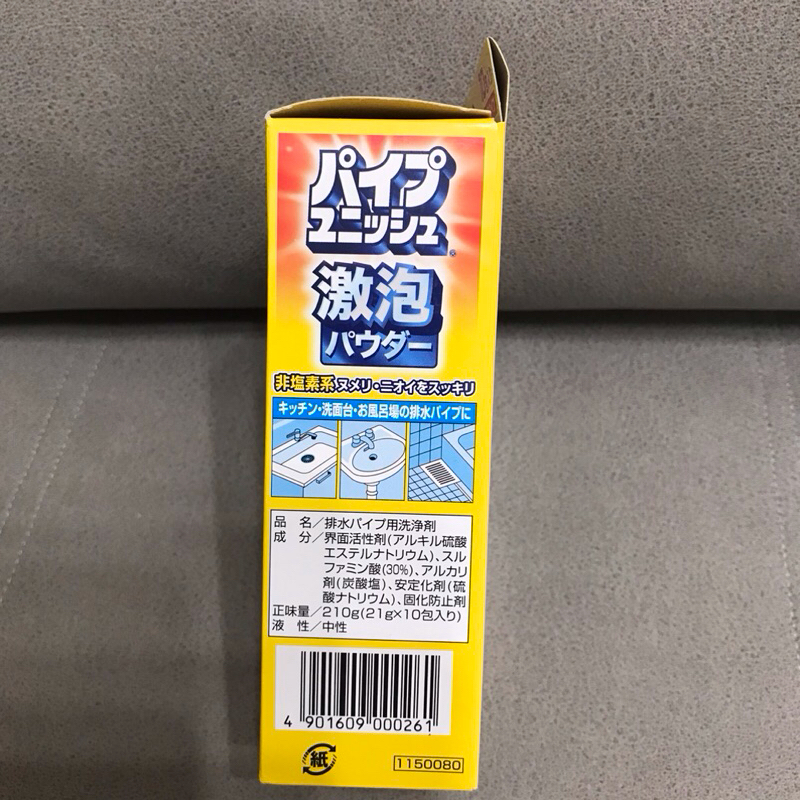 パイプ
ユニッシュ®
激泡
パウダー
非塩素系 ヌメリ・ニオイをスッキリ
キッチン・洗面台・お風呂場の排水パイプに
品　名／排水パイプ用洗浄剤
成　分／界面活性剤(アルキル硫酸
エステルナトリウム)、スル
ファミン酸(30%)、アルカリ
剤(炭酸塩)、安定化剤(硫
酸ナトリウム)、固化防止剤
正味量／210g(21g×10包入り)
液　性／中性
4 901609 000261
紙
1150080